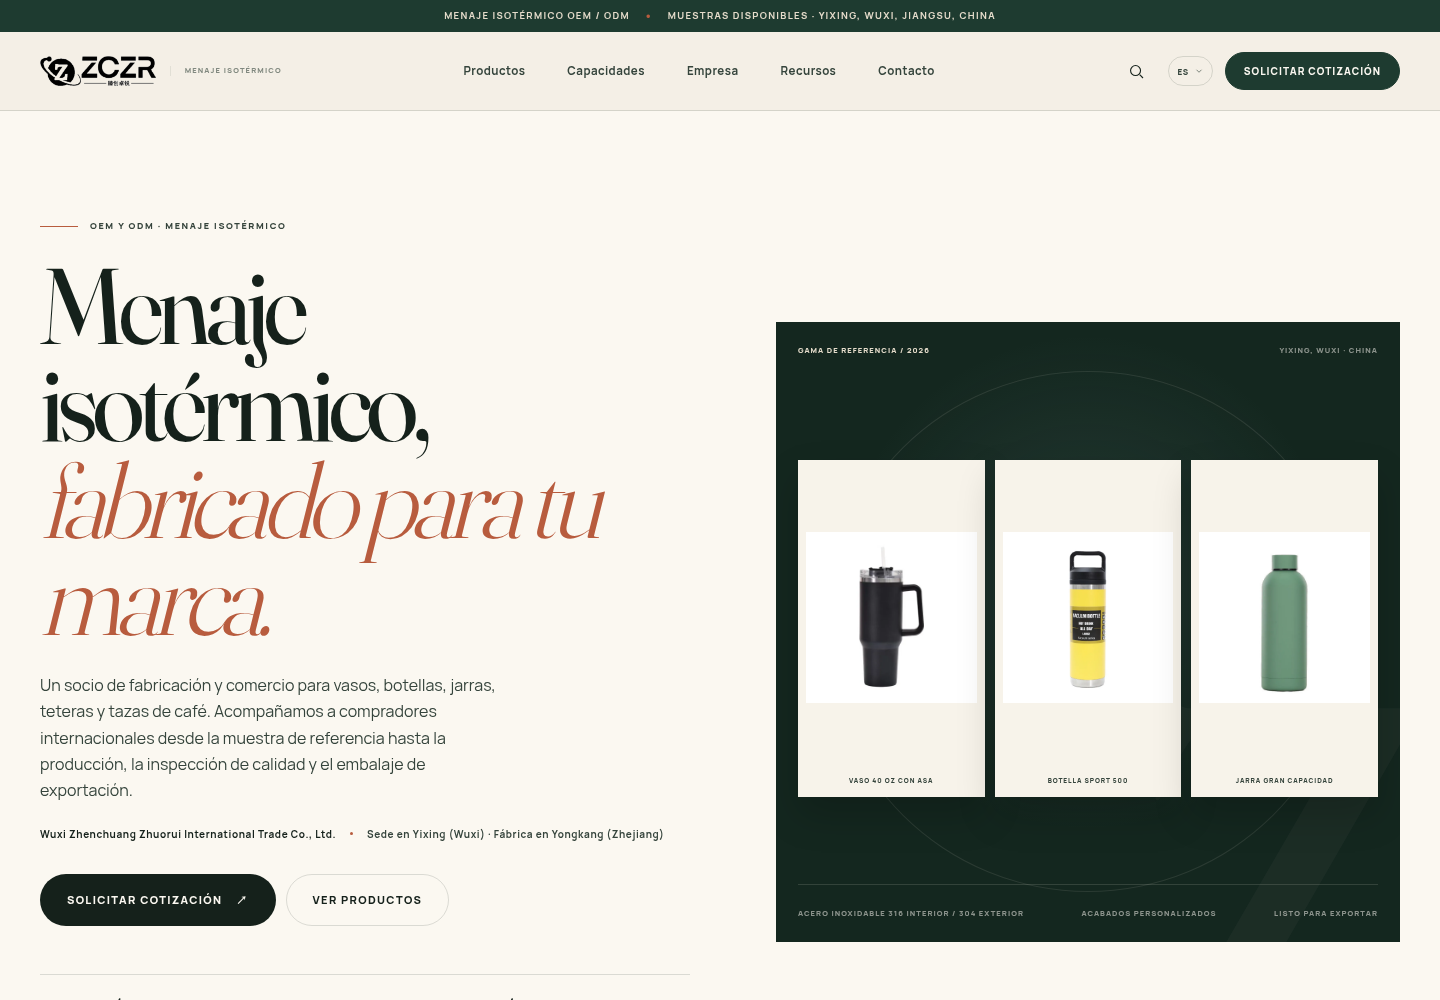 MENAJE ISOTÉRMICO OEM / ODM • MUESTRAS DISPONIBLES · YIXING, WUXI, JIANGSU, CHINA
ZCZR
MENAJE ISOTÉRMICO
Productos
Capacidades
Empresa
Recursos
Contacto
ES
SOLICITAR COTIZACIÓN
OEM Y ODM · MENAJE ISOTÉRMICO
Menaje
isotérmico,
fabricado para tu
marca.
Un socio de fabricación y comercio para vasos, botellas, jarras,
teteras y tazas de café. Acompañamos a compradores
internacionales desde la muestra de referencia hasta la
producción, la inspección de calidad y el embalaje de
exportación.
Wuxi Zhenchuang Zhuorui International Trade Co., Ltd. • Sede en Yixing (Wuxi) · Fábrica en Yongkang (Zhejiang)
SOLICITAR COTIZACIÓN ↗
VER PRODUCTOS
GAMA DE REFERENCIA / 2026
YIXING, WUXI · CHINA
VACUUM BOTTLE
VASO 40 OZ CON ASA
BOTELLA SPORT 500
JARRA GRAN CAPACIDAD
ACERO INOXIDABLE 316 INTERIOR / 304 EXTERIOR
ACABADOS PERSONALIZADOS
LISTO PARA EXPORTAR